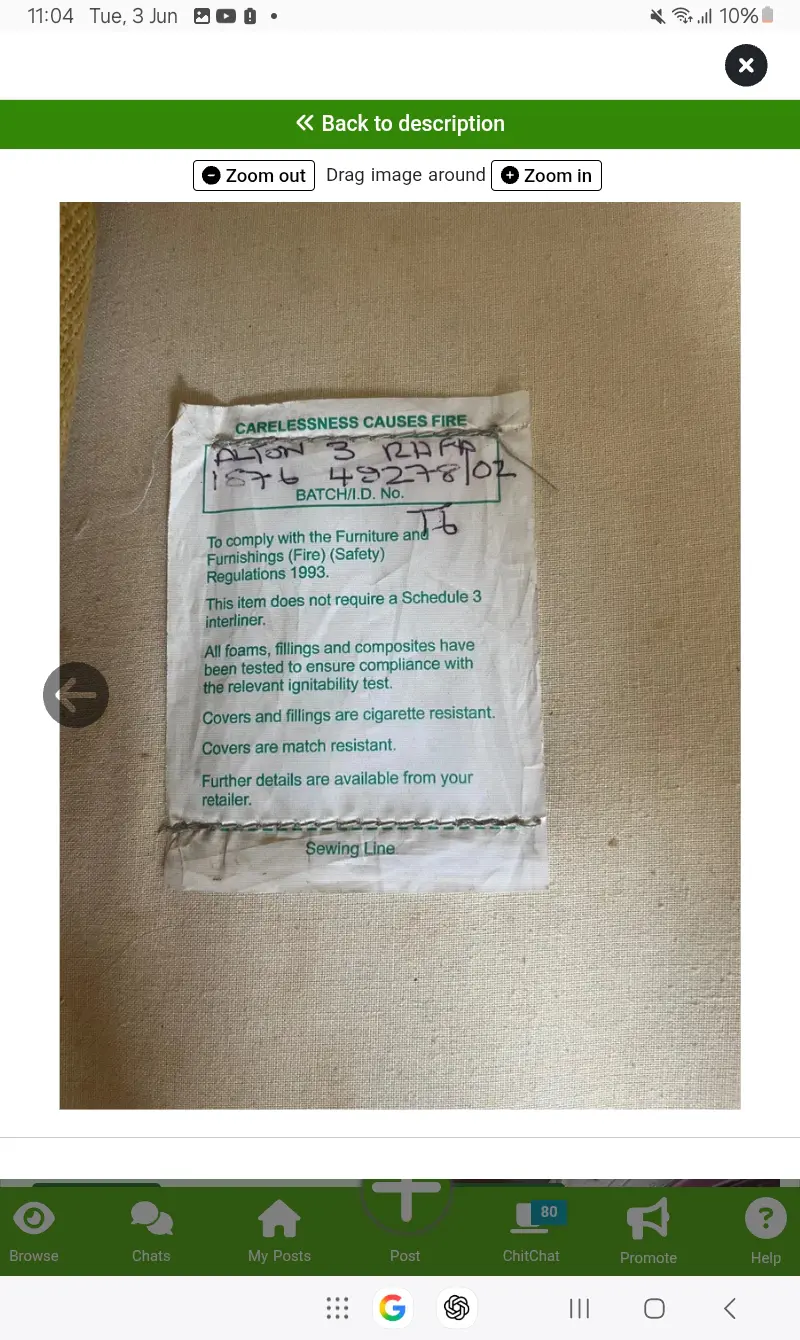 11:04 Tue, 3 Jun 10%
Back to description
Zoom out Drag image around Zoom in
CARELESSNESS CAUSES FIRE
ALTON 3 RHFA
1876 49278/02
BATCH/I.D. No.
T6
To comply with the Furniture and
Furnishings (Fire) (Safety)
Regulations 1993.
This item does not require a Schedule 3
interliner.
All foams, fillings and composites have
been tested to ensure compliance with
the relevant ignitability test.
Covers and fillings are cigarette resistant.
Covers are match resistant.
Further details are available from your
retailer.
Sewing Line
80
Browse Chats My Posts Post ChitChat Promote Help